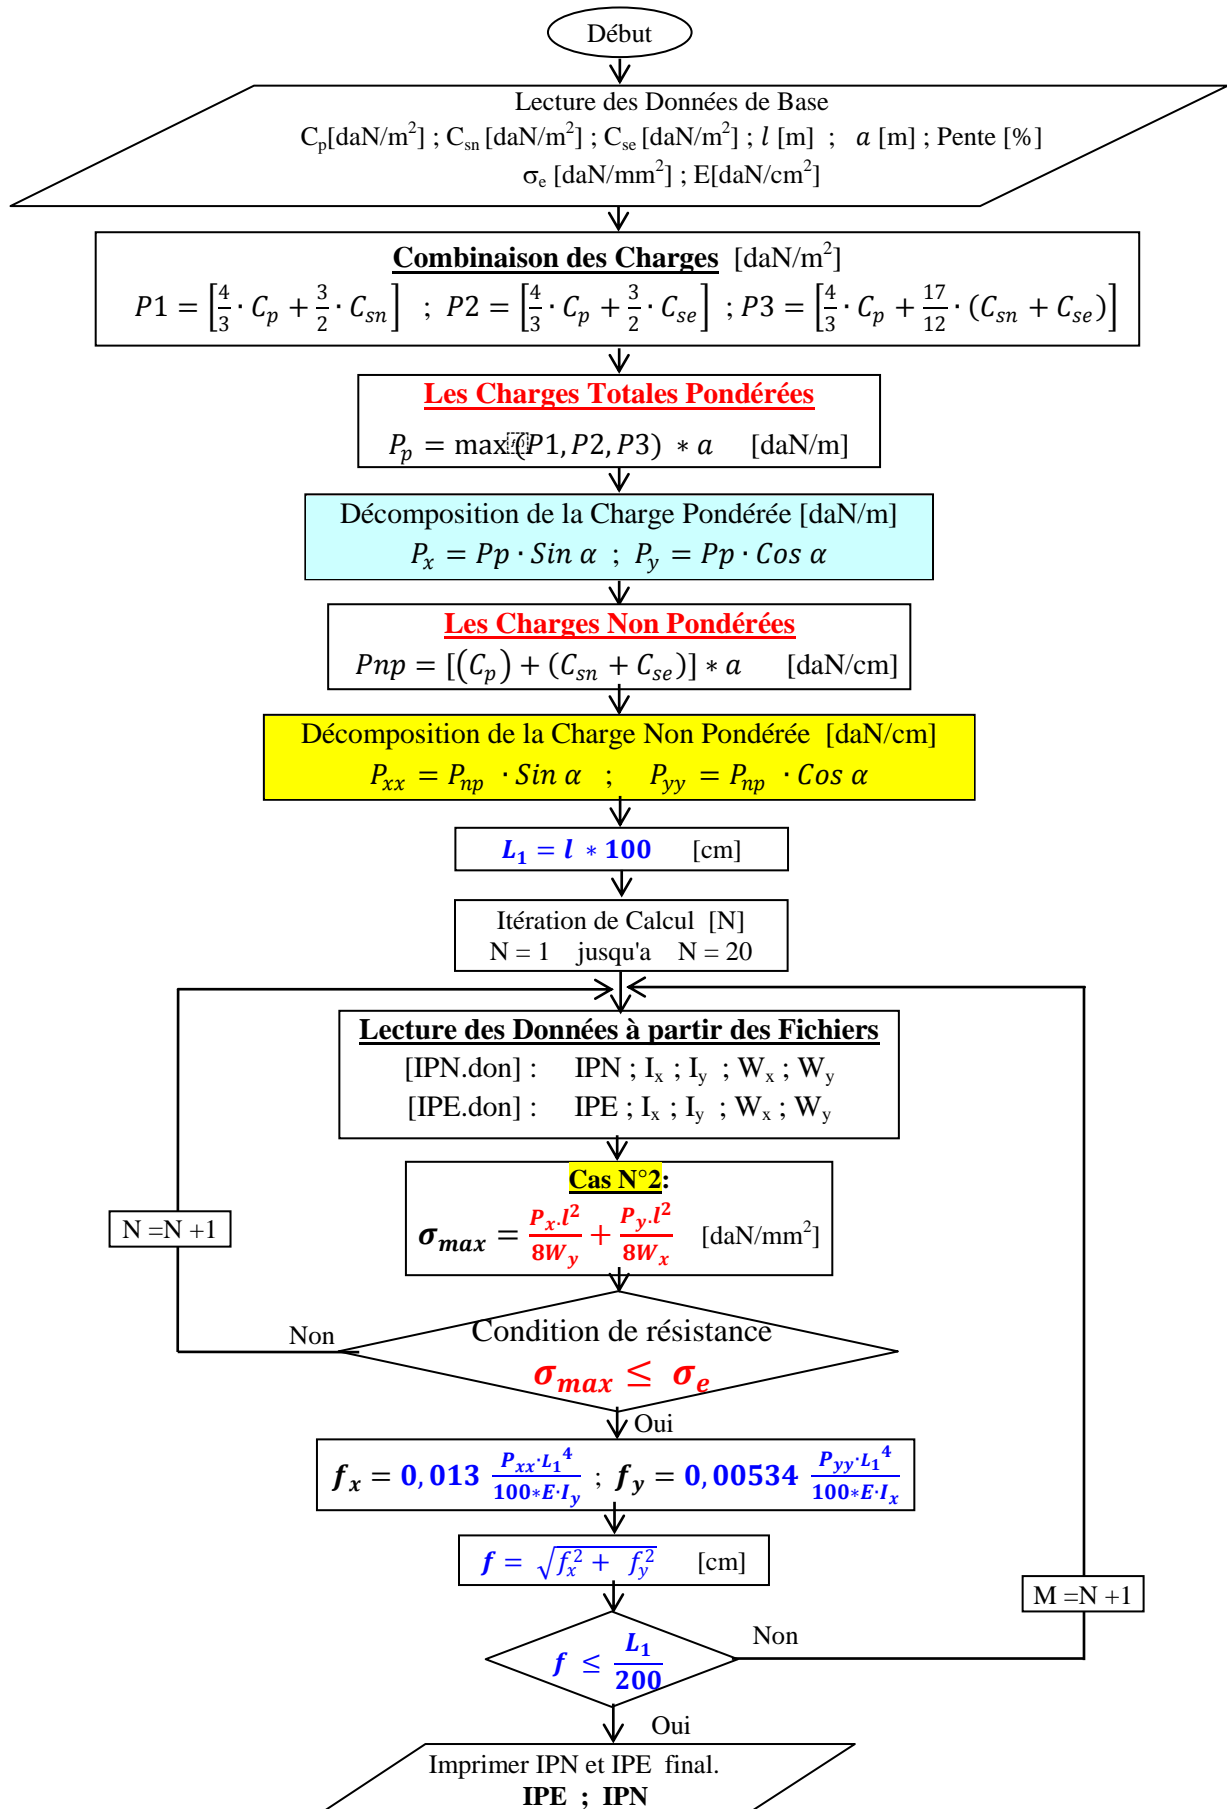 Début
Lecture des Données de Base
Cp[daN/m²] ; Csn [daN/m²] ; Cse [daN/m²] ; l [m] ; a [m] ; Pente [%]
σe [daN/mm²] ; E[daN/cm²]
Combinaison des Charges [daN/m²]
P1 = [4/3 · Cp + 3/2 · Csn] ; P2 = [4/3 · Cp + 3/2 · Cse] ; P3 = [4/3 · Cp + 17/12 · (Csn + Cse)]
Les Charges Totales Pondérées
Pp = max (P1, P2, P3) * a [daN/m]
Décomposition de la Charge Pondérée [daN/m]
Px = Pp · Sin α ; Py = Pp · Cos α
Les Charges Non Pondérées
Pnp = [(Cp) + (Csn + Cse)] * a [daN/cm]
Décomposition de la Charge Non Pondérée [daN/cm]
Pxx = Pnp · Sin α ; Pyy = Pnp · Cos α
L1 = l * 100 [cm]
Itération de Calcul [N]
N = 1 jusqu'a N = 20
Lecture des Données à partir des Fichiers
[IPN.don] : IPN ; Ix ; Iy ; Wx ; Wy
[IPE.don] : IPE ; Ix ; Iy ; Wx ; Wy
Cas N°2:
σmax = Px.l²/8Wy + Py.l²/8Wx [daN/mm²]
N =N +1
Non
Condition de résistance
σmax ≤ σe
Oui
fx = 0,013 Pxx·L1⁴/100*E·Iy ; fy = 0,00534 Pyy·L1⁴/100*E·Ix
f = √(fx² + fy²) [cm]
M =N +1
Non
f ≤ L1/200
Oui
Imprimer IPN et IPE final.
IPE ; IPN